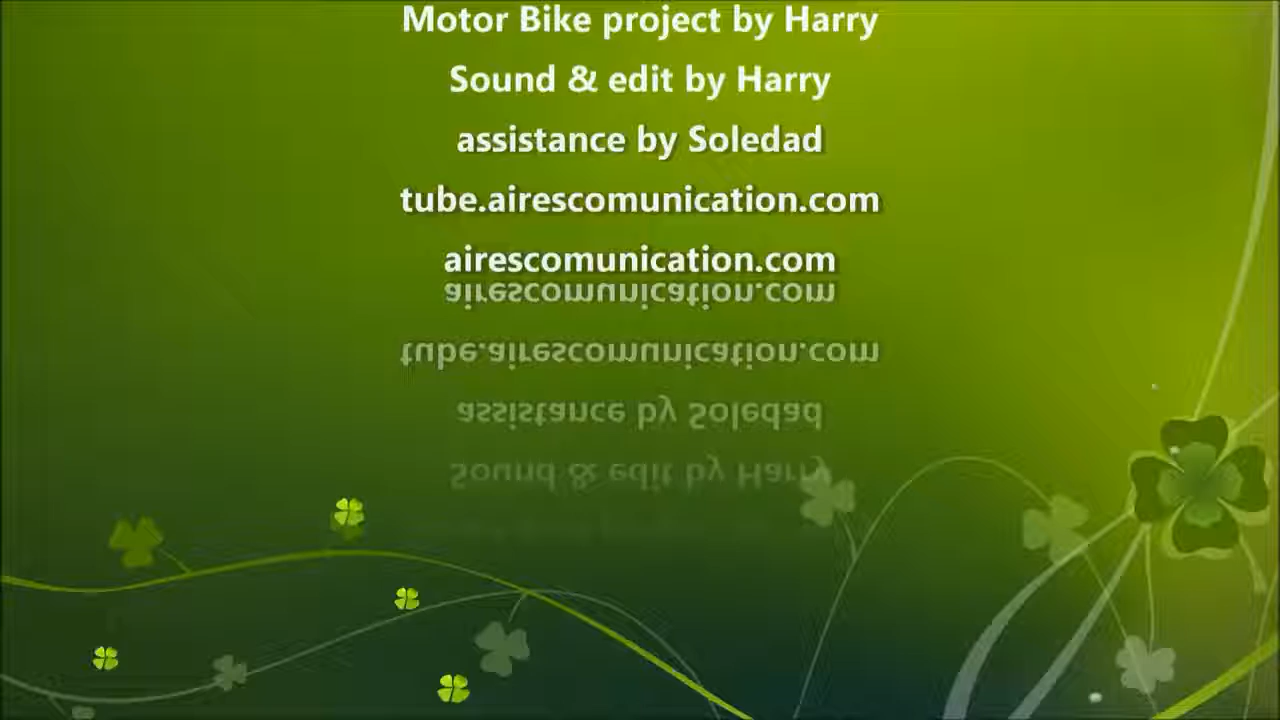 Motor Bike project by Harry
Sound & edit by Harry
assistance by Soledad
tube.airescomunication.com
airescomunication.com